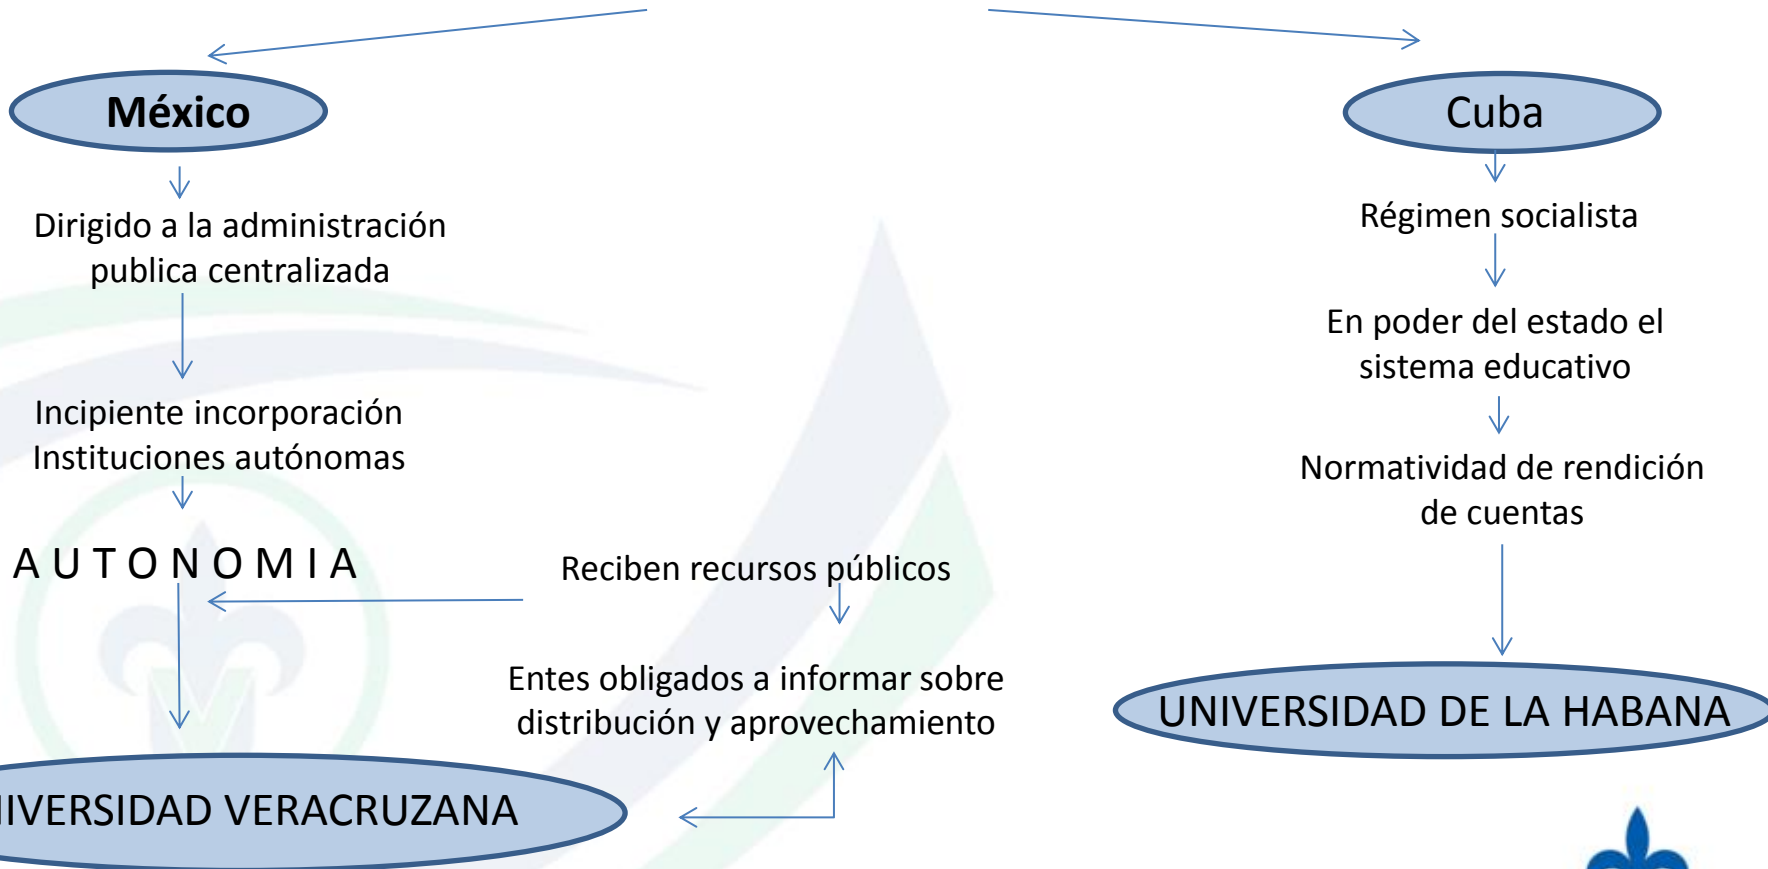 México
Dirigido a la administración
publica centralizada
Incipiente incorporación
Instituciones autónomas
A U T O N O M I A
Reciben recursos públicos
Entes obligados a informar sobre
distribución y aprovechamiento
NIVERSIDAD VERACRUZANA
Cuba
Régimen socialista
En poder del estado el
sistema educativo
Normatividad de rendición
de cuentas
UNIVERSIDAD DE LA HABANA